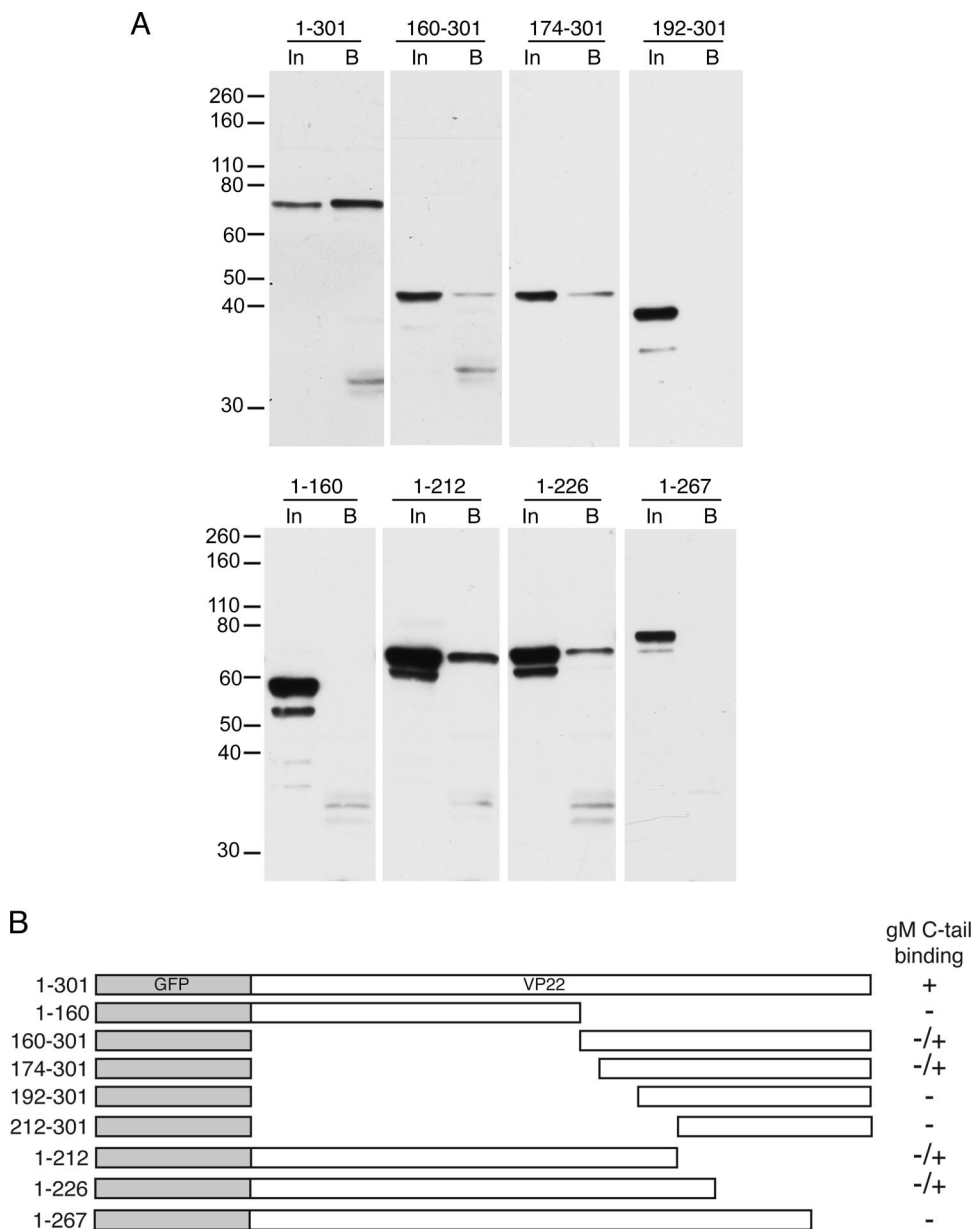 A
1-301 160-301 174-301 192-301
In B In B In B In B
260
160
110
80
60
50
40
30
1-160 1-212 1-226 1-267
In B In B In B In B
260
160
110
80
60
50
40
30
B
gM C-tail
binding
1-301 GFP VP22 +
1-160 -
160-301 -/+
174-301 -/+
192-301 -
212-301 -
1-212 -/+
1-226 -/+
1-267 -